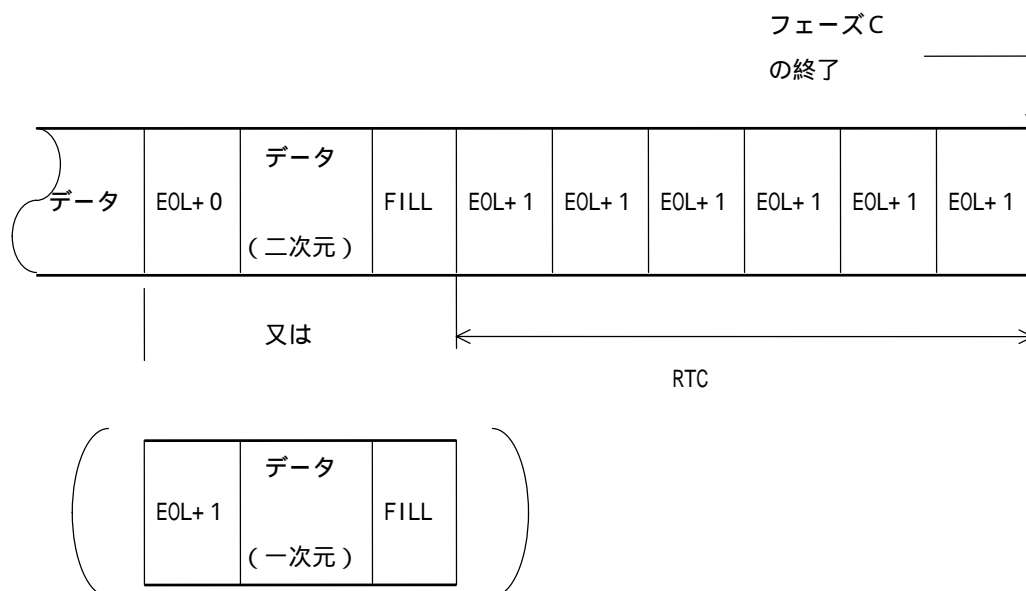 フェーズC
の終了
データ EOL+0 データ (二次元) FILL EOL+1 EOL+1 EOL+1 EOL+1 EOL+1 EOL+1
又は
RTC
EOL+1 データ (一次元) FILL